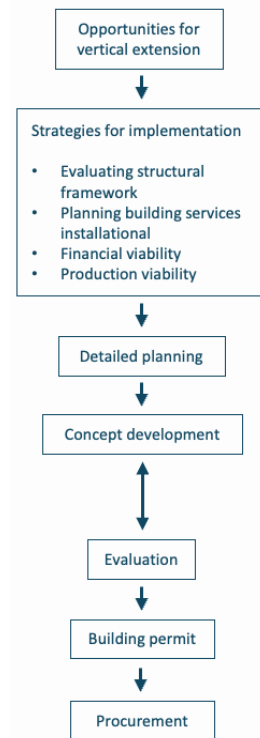 Opportunities for
vertical extension
Strategies for implementation
• Evaluating structural
framework
• Planning building services
installational
• Financial viability
• Production viability
Detailed planning
Concept development
Evaluation
Building permit
Procurement